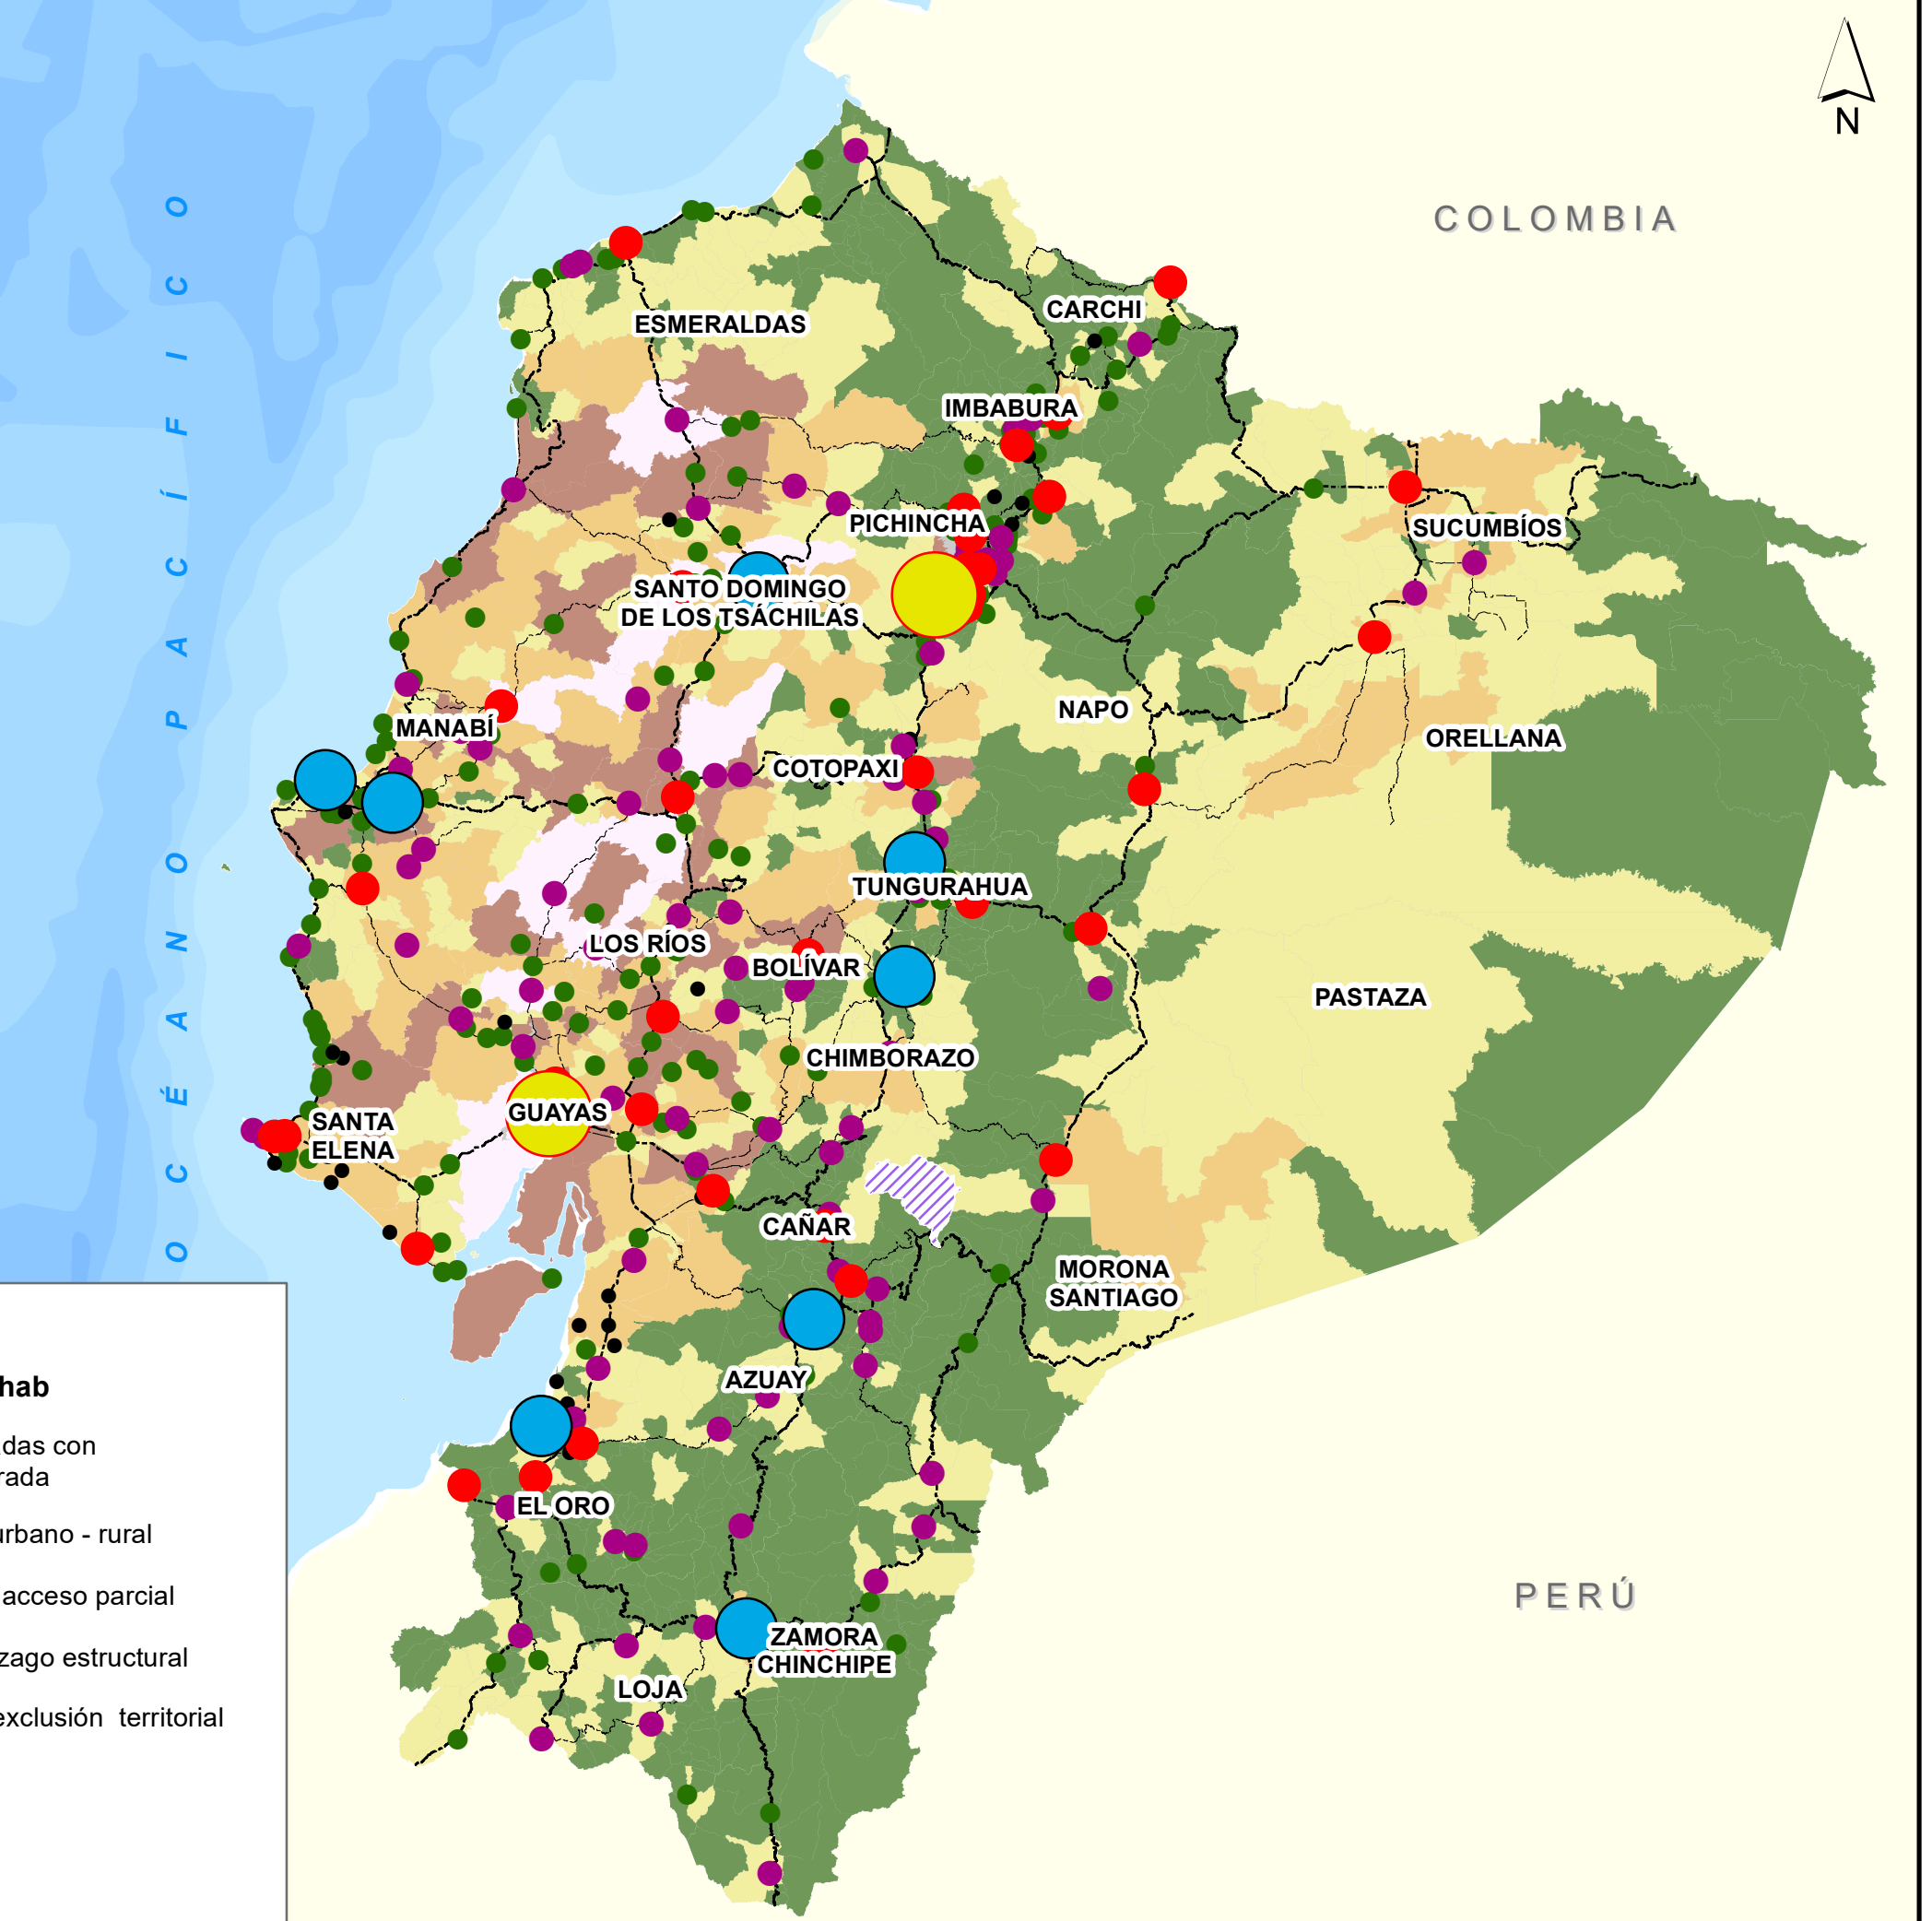 N
COLOMBIA
OCÉANO PACÍFICO
ESMERALDAS
CARCHI
IMBABURA
PICHINCHA
SUCUMBÍOS
SANTO DOMINGO
DE LOS TSÁCHILAS
NAPO
MANABÍ
ORELLANA
COTOPAXI
TUNGURAHUA
LOS RÍOS
BOLÍVAR
PASTAZA
CHIMBORAZO
GUAYAS
SANTA
ELENA
CAÑAR
MORONA
SANTIAGO
AZUAY
EL ORO
ZAMORA
CHINCHIPE
LOJA
PERÚ
hab
das con
rada
urbano - rural
acceso parcial
zago estructural
exclusión territorial